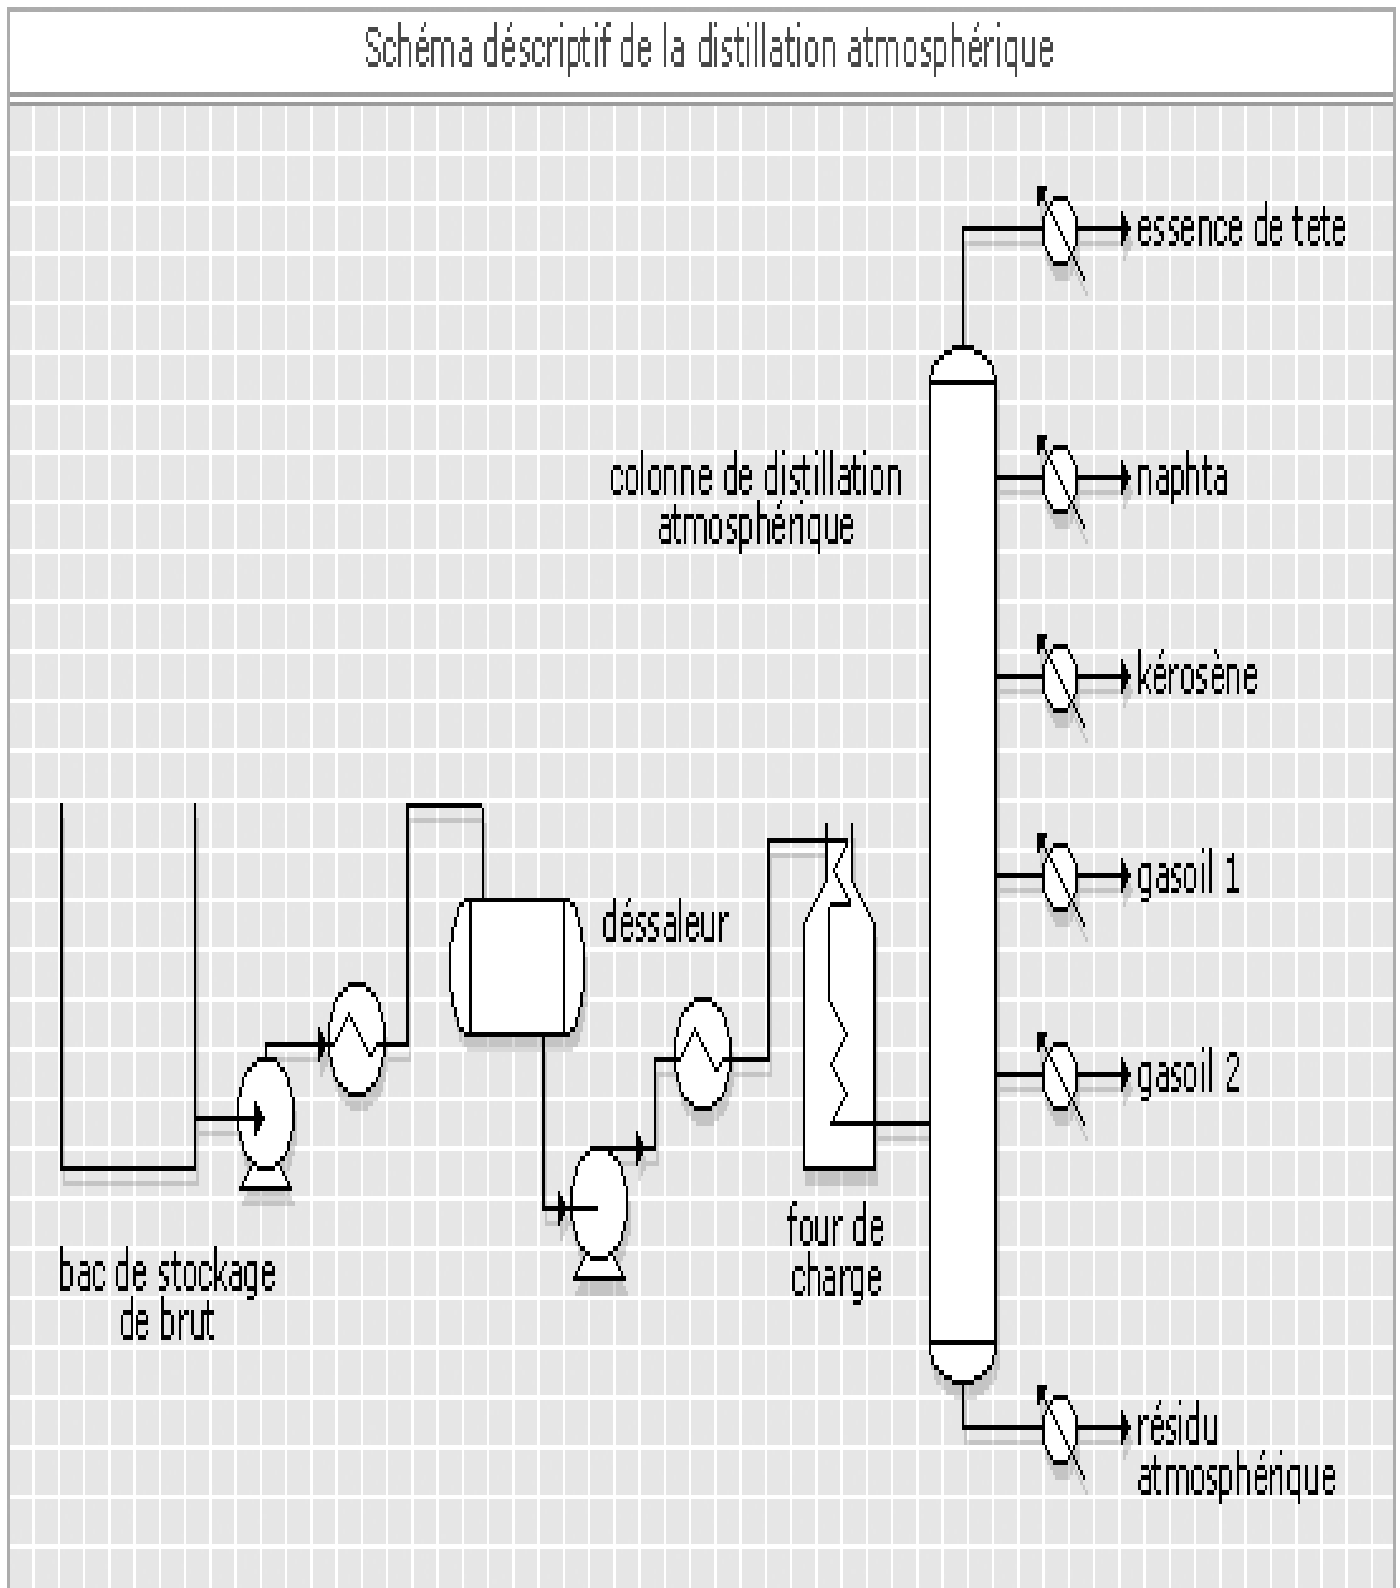 Schéma déscriptif de la distillation atmosphérique
essence de tete
colonne de distillation
atmosphérique
naphta
kérosène
gasoil 1
déssaleur
gasoil 2
four de
charge
bac de stockage
de brut
résidu
atmosphérique